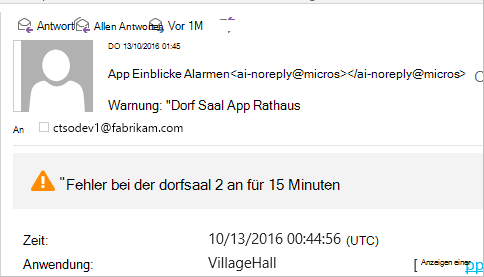 Antwort Allen Antworten Vor 1M
DO 13/10/2016 01:45
App Einblicke Alarmen<ai-noreply@micros></ai-noreply@micros>
Warnung: "Dorf Saal App Rathaus
An ctsodev1@fabrikam.com
"Fehler bei der dorfsaal 2 an für 15 Minuten
Zeit: 10/13/2016 00:44:56 (UTC)
Anwendung: VillageHall [ Anzeigen einer pp